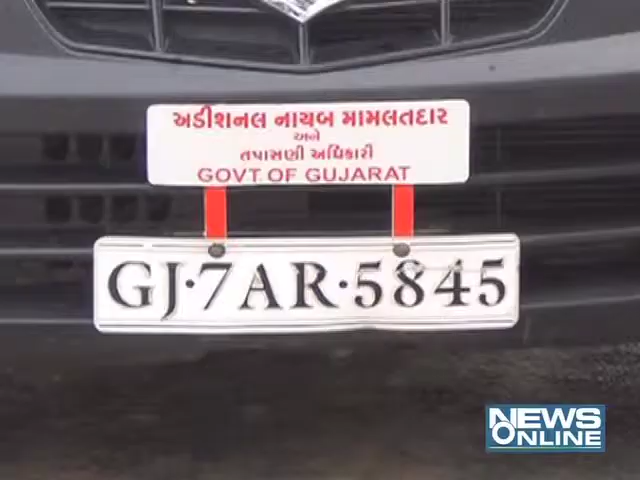 અડીશનલ નાયબ મામલતદાર
અને
તપાસણી અધિકારી
GOVT. OF GUJARAT
GJ·7AR·5845
NEWS
ONLINE